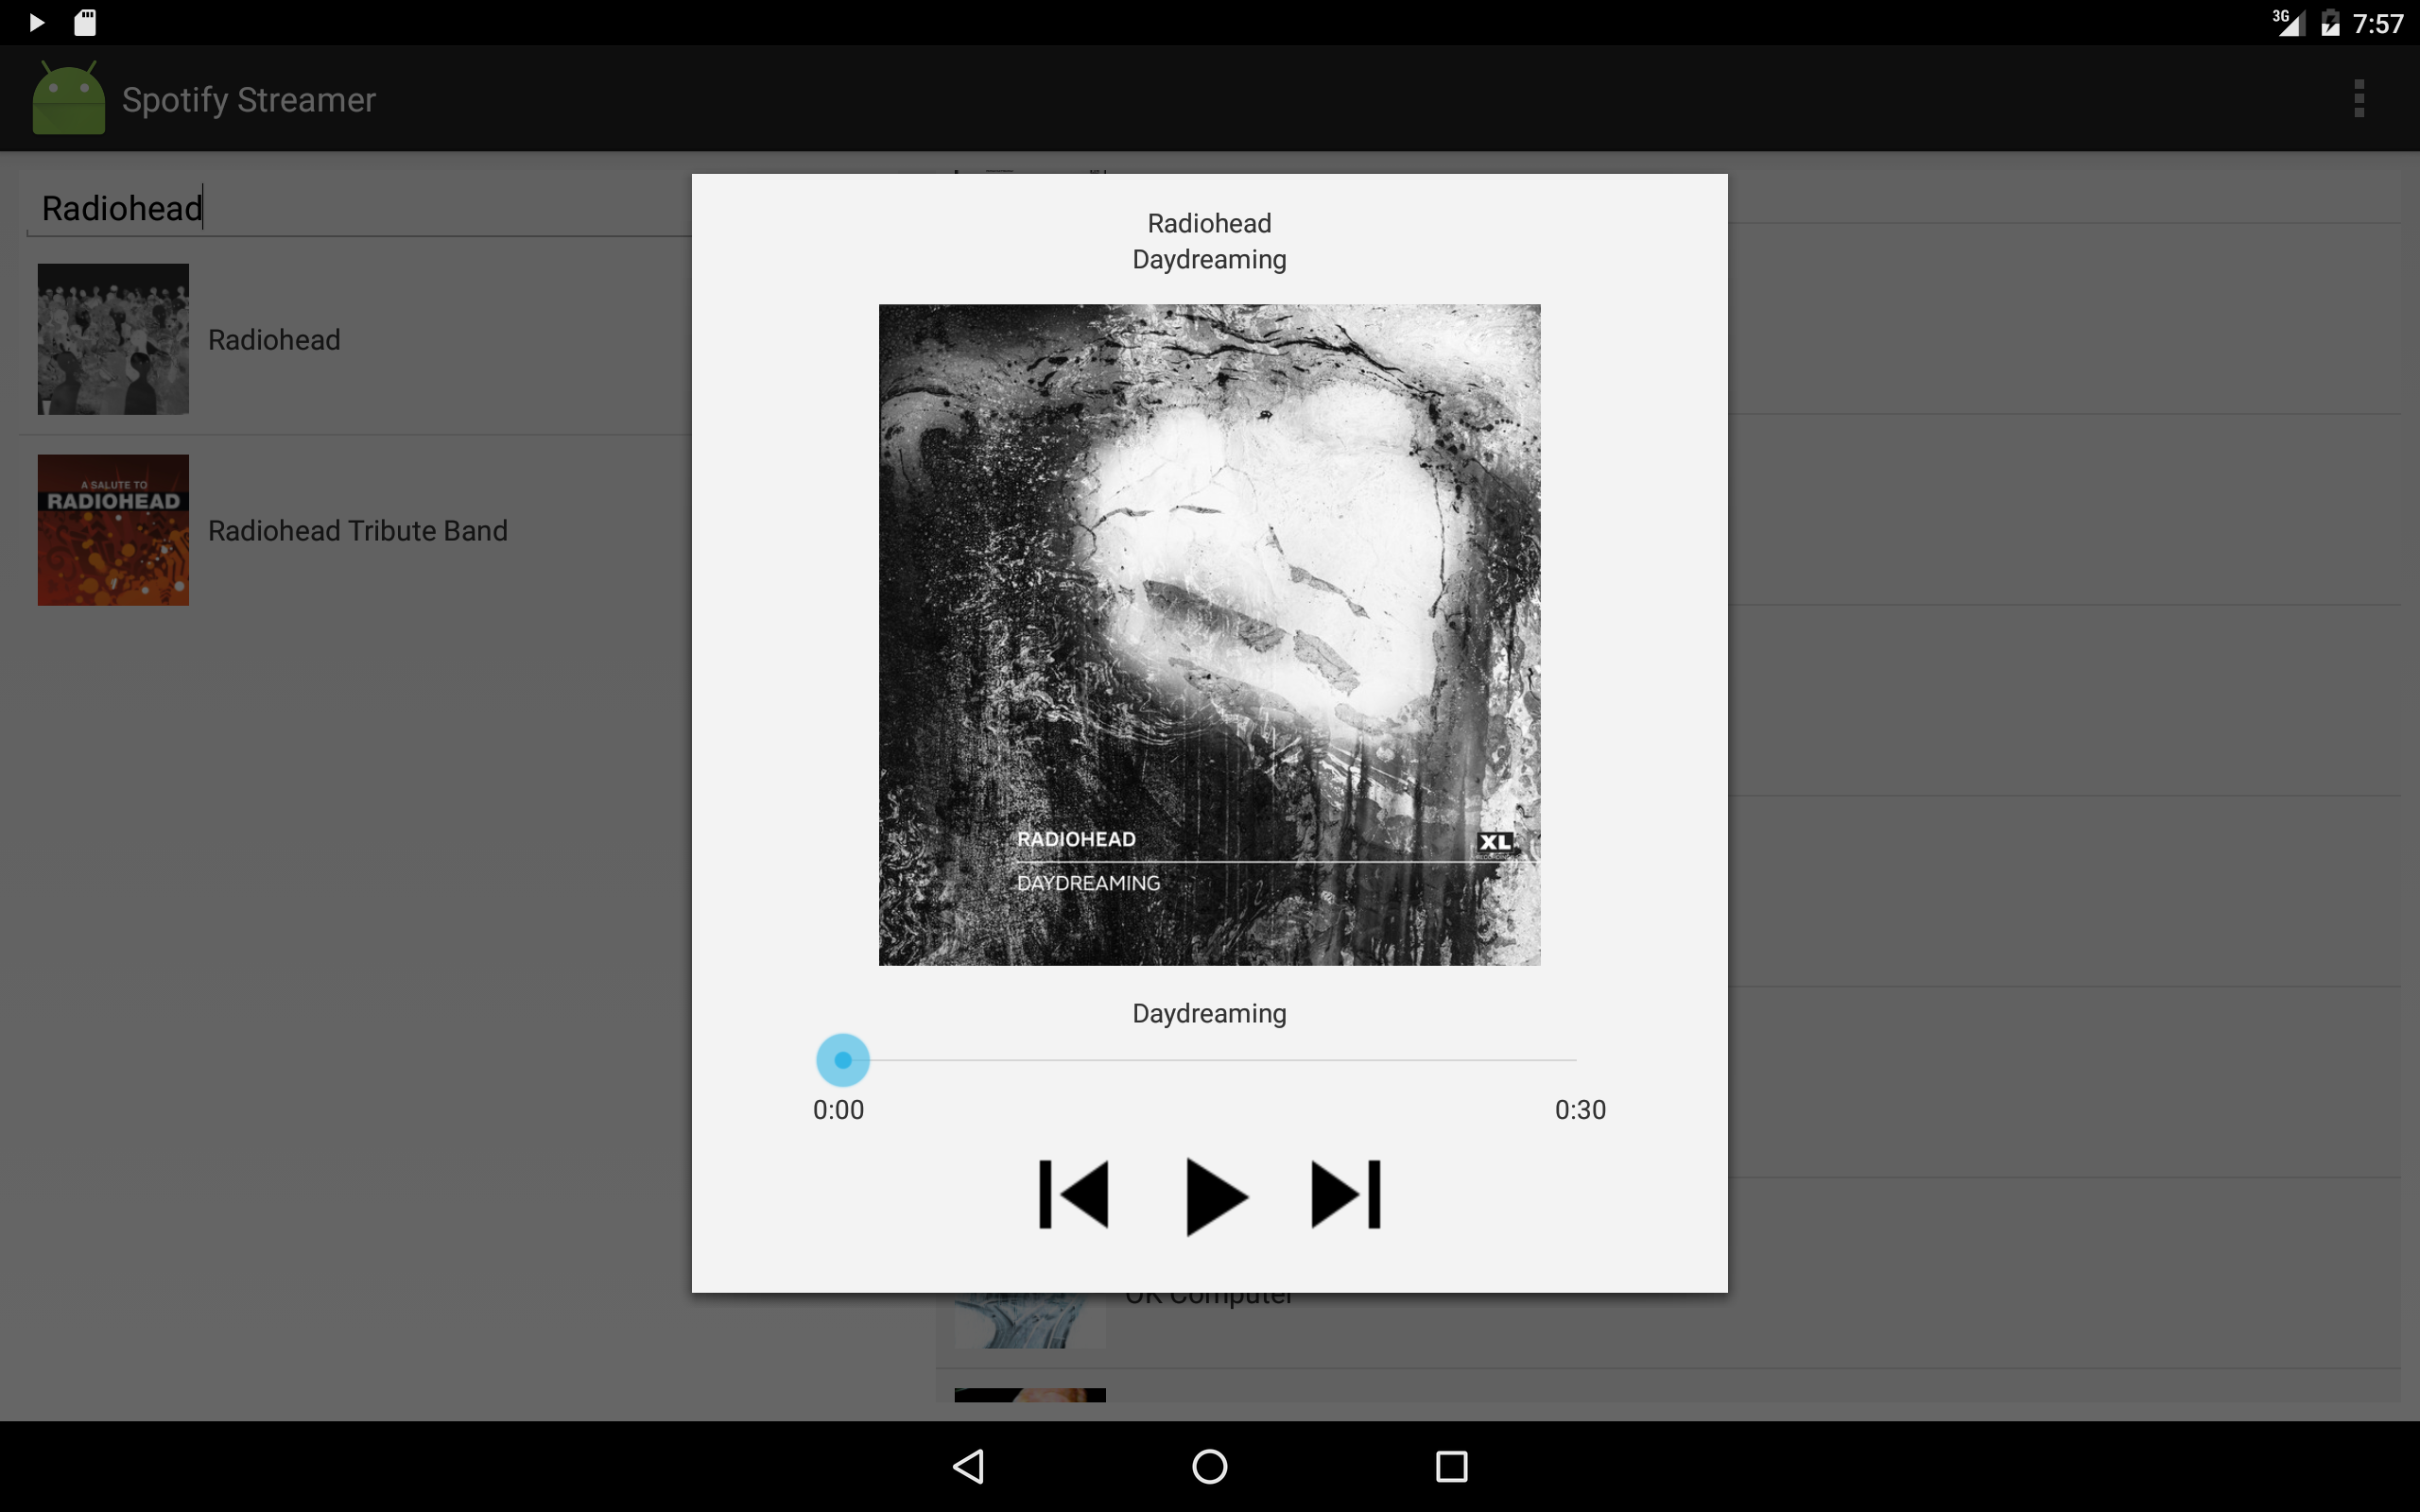 3G 7:57
Spotify Streamer
Radiohead
Radiohead
A SALUTE TO
RADIOHEAD
Radiohead Tribute Band
Radiohead
Daydreaming
RADIOHEAD
XL
DAYDREAMING
Daydreaming
0:00 0:30
OK Computer